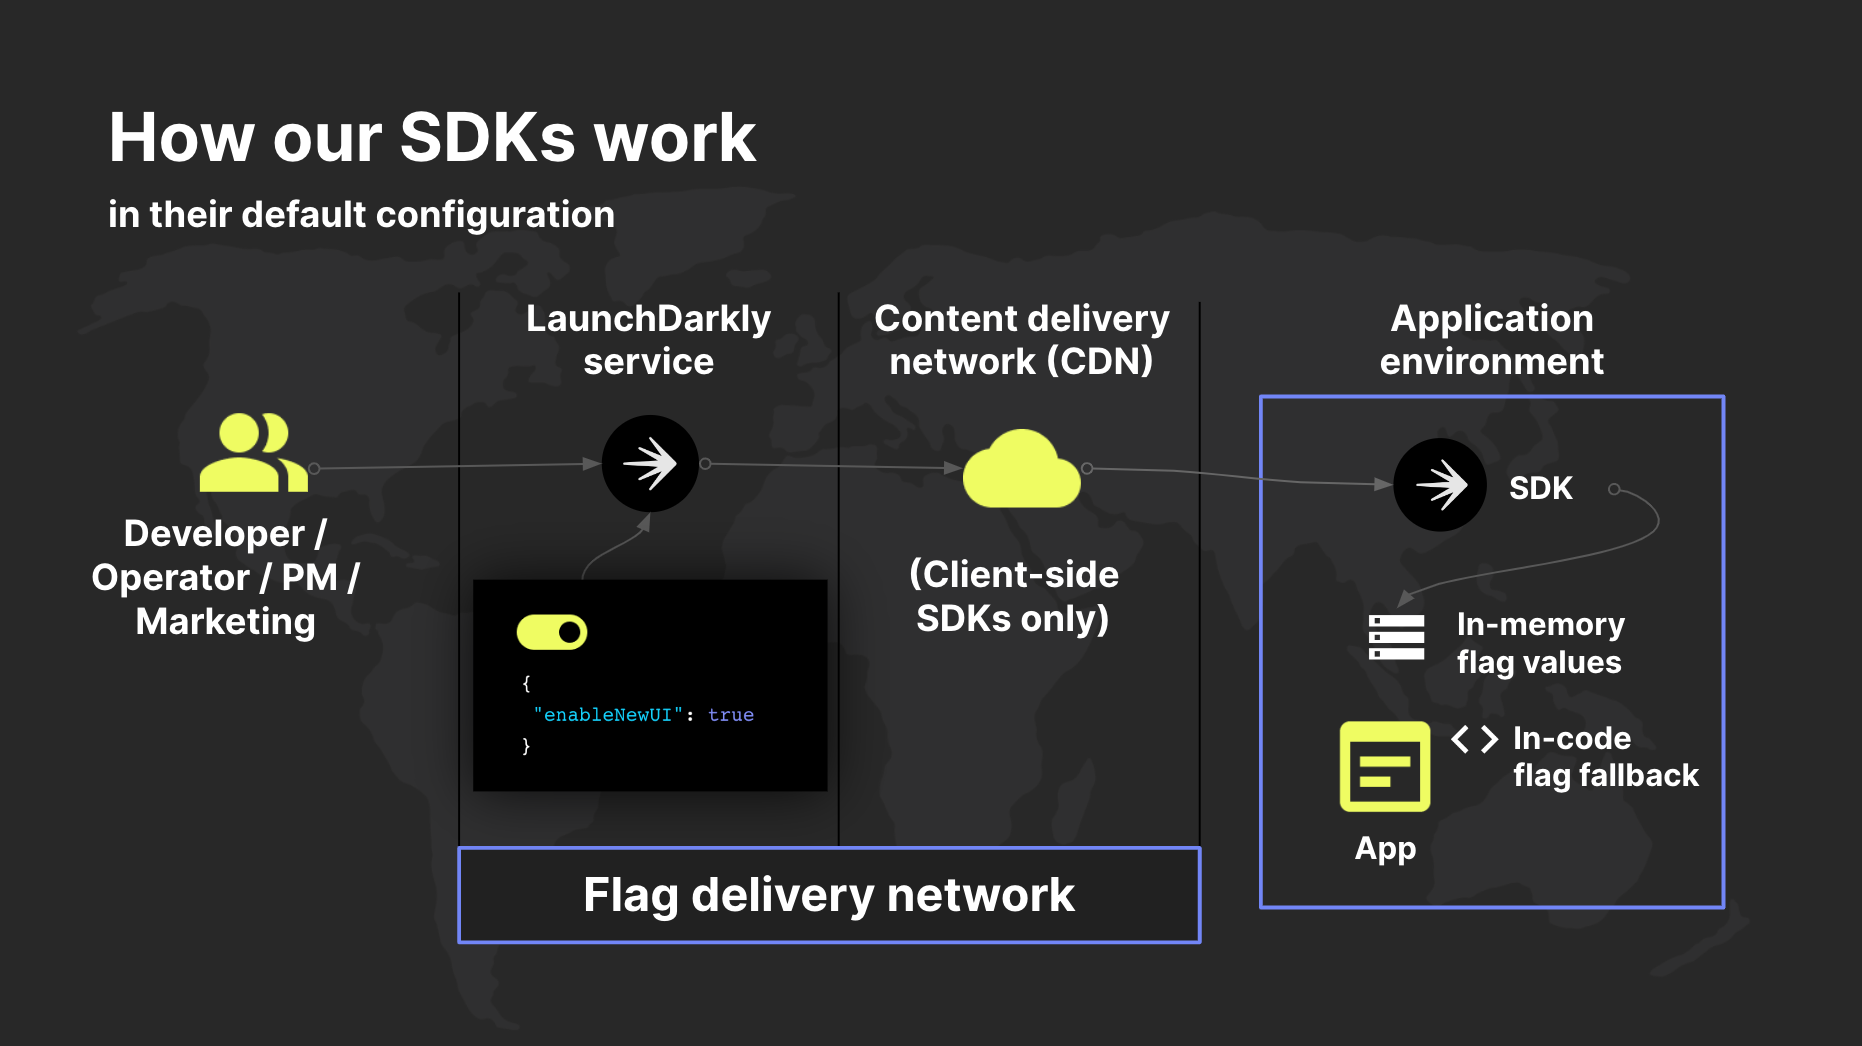 How our SDKs work
in their default configuration
Developer /
Operator / PM /
Marketing
LaunchDarkly
service
{
"enableNewUI": true
}
Content delivery
network (CDN)
(Client-side
SDKs only)
Flag delivery network
Application
environment
SDK
In-memory
flag values
In-code
flag fallback
App